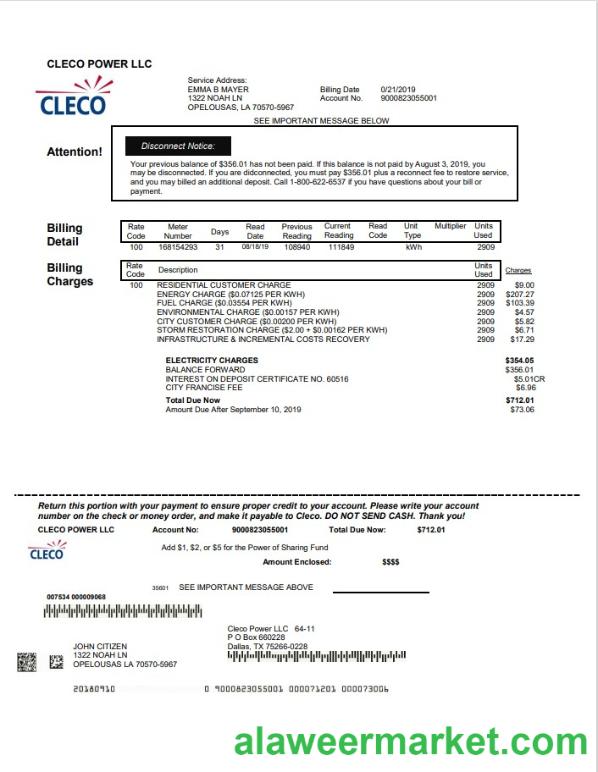 CLECO POWER LLC
CLECO
Service Address:
EMMA B MAYER
1322 NOAH LN
OPELOUSAS, LA 70570-5967
Billing Date 0/21/2019
Account No. 9000823055001
SEE IMPORTANT MESSAGE BELOW
Attention!
Disconnect Notice:
Your previous balance of $356.01 has not been paid. If this balance is not paid by August 3, 2019, you
may be disconnected. If you are didconnected, you must pay $356.01 plus a reconnect fee to restore service,
and you may billed an additional deposit. Call 1-800-622-6537 if you have questions about your bill or
payment.
Billing Detail
Rate Code Meter Number Days Read Date Previous Reading Current Reading Read Code Unit Type Multiplier Units Used
100 168154293 31 08/18/19 108940 111849 kWh 2909
Billing Charges
Rate Code Description Units Used Charges
100 RESIDENTIAL CUSTOMER CHARGE 2909 $9.00
ENERGY CHARGE ($0.07125 PER KWH) 2909 $207.27
FUEL CHARGE ($0.03554 PER KWH) 2909 $103.39
ENVIRONMENTAL CHARGE ($0.00157 PER KWH) 2909 $4.57
CITY CUSTOMER CHARGE ($0.00200 PER KWH) 2909 $5.82
STORM RESTORATION CHARGE ($2.00 + $0.00162 PER KWH) 2909 $6.71
INFRASTRUCTURE & INCREMENTAL COSTS RECOVERY 2909 $17.29
ELECTRICITY CHARGES $354.05
BALANCE FORWARD $356.01
INTEREST ON DEPOSIT CERTIFICATE NO. 60516 $5.01CR
CITY FRANCISE FEE $6.96
Total Due Now $712.01
Amount Due After September 10, 2019 $73.06
Return this portion with your payment to ensure proper credit to your account. Please write your account
number on the check or money order, and make it payable to Cleco. DO NOT SEND CASH. Thank you!
CLECO POWER LLC Account No: 9000823055001 Total Due Now: $712.01
CLECO
Add $1, $2, or $5 for the Power of Sharing Fund
Amount Enclosed: $$$$
35601 SEE IMPORTANT MESSAGE ABOVE
007534 000009068
Cleco Power LLC 64-11
P O Box 660228
Dallas, TX 75266-0228
JOHN CITIZEN
1322 NOAH LN
OPELOUSAS LA 70570-5967
20180910 0 9000823055001 000071201 000073006
alaweermarket.com